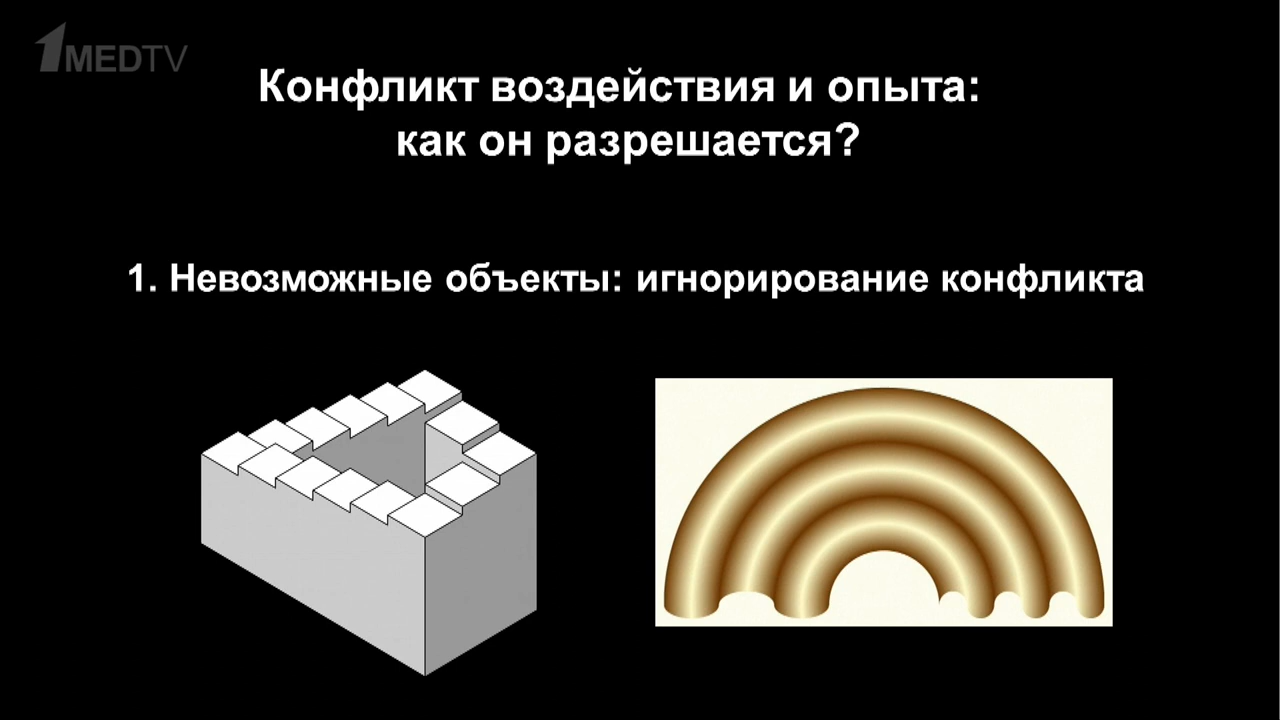 1MEDTV
Конфликт воздействия и опыта:
как он разрешается?
1. Невозможные объекты: игнорирование конфликта